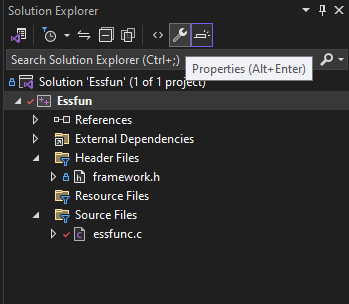 Solution Explorer
Search Solution Explorer (Ctrl+;)
Properties (Alt+Enter)
Solution 'Essfun' (1 of 1 project)
Essfun
References
External Dependencies
Header Files
framework.h
Resource Files
Source Files
essfunc.c